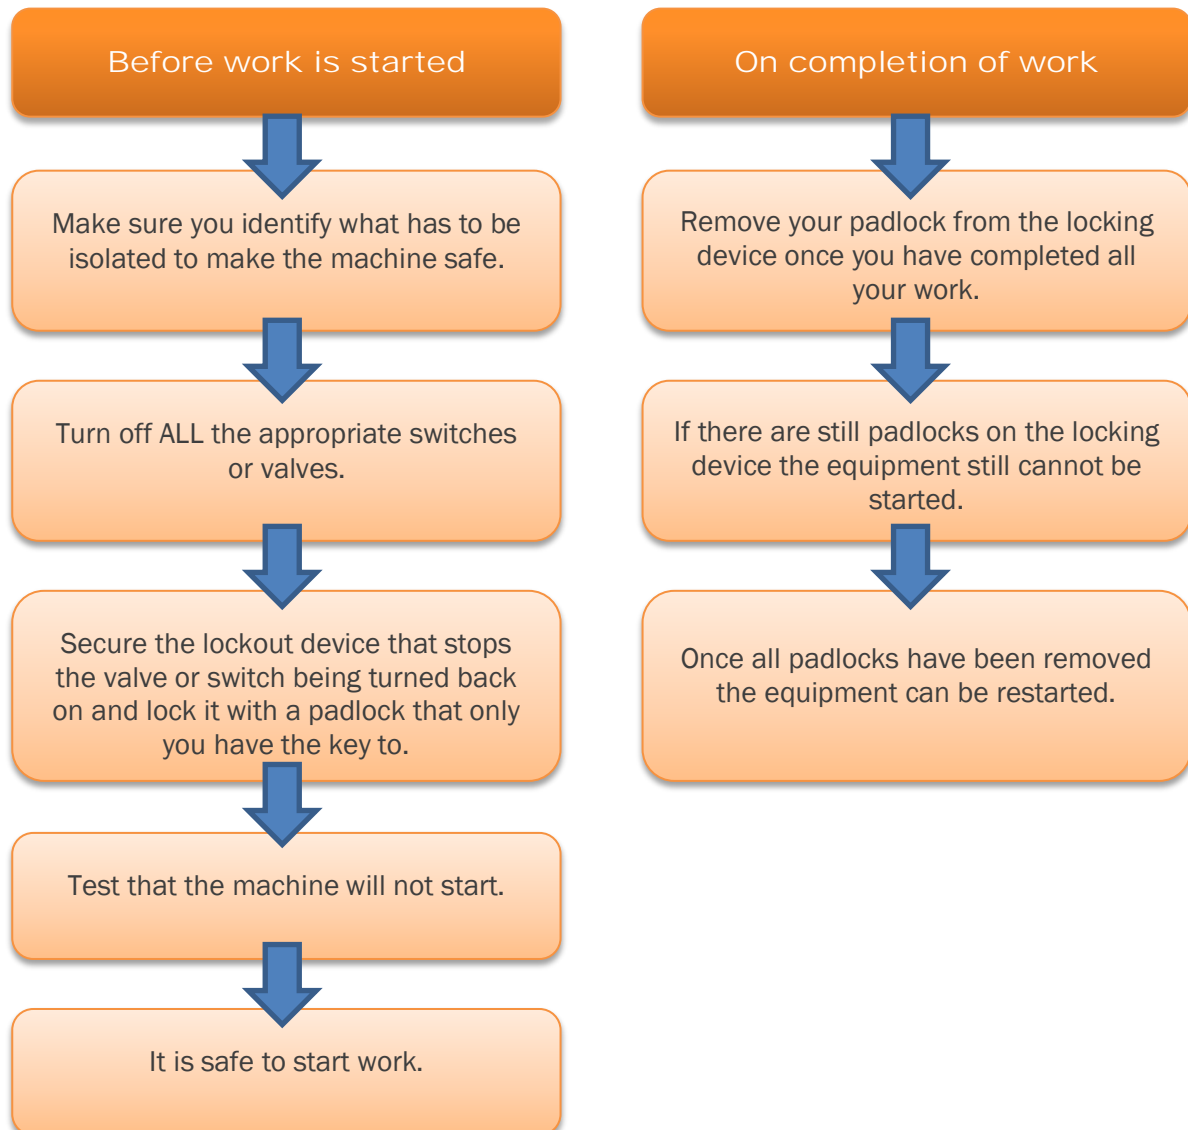 Before work is started
Make sure you identify what has to be
isolated to make the machine safe.
Turn off ALL the appropriate switches
or valves.
Secure the lockout device that stops
the valve or switch being turned back
on and lock it with a padlock that only
you have the key to.
Test that the machine will not start.
It is safe to start work.
On completion of work
Remove your padlock from the locking
device once you have completed all
your work.
If there are still padlocks on the locking
device the equipment still cannot be
started.
Once all padlocks have been removed
the equipment can be restarted.